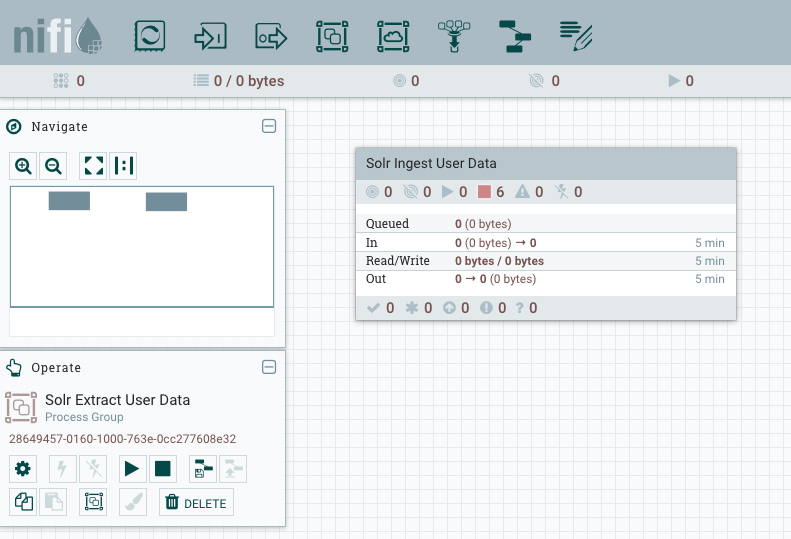 nifi
0 0 / 0 bytes 0 0 0
Navigate
Operate
Solr Extract User Data
Process Group
28649457-0160-1000-763e-0cc277608e32
DELETE
Solr Ingest User Data
0 0 0 6 0 0
Queued 0 (0 bytes)
In 0 (0 bytes) → 0 5 min
Read/Write 0 bytes / 0 bytes 5 min
Out 0 → 0 (0 bytes) 5 min
0 0 0 0 ? 0